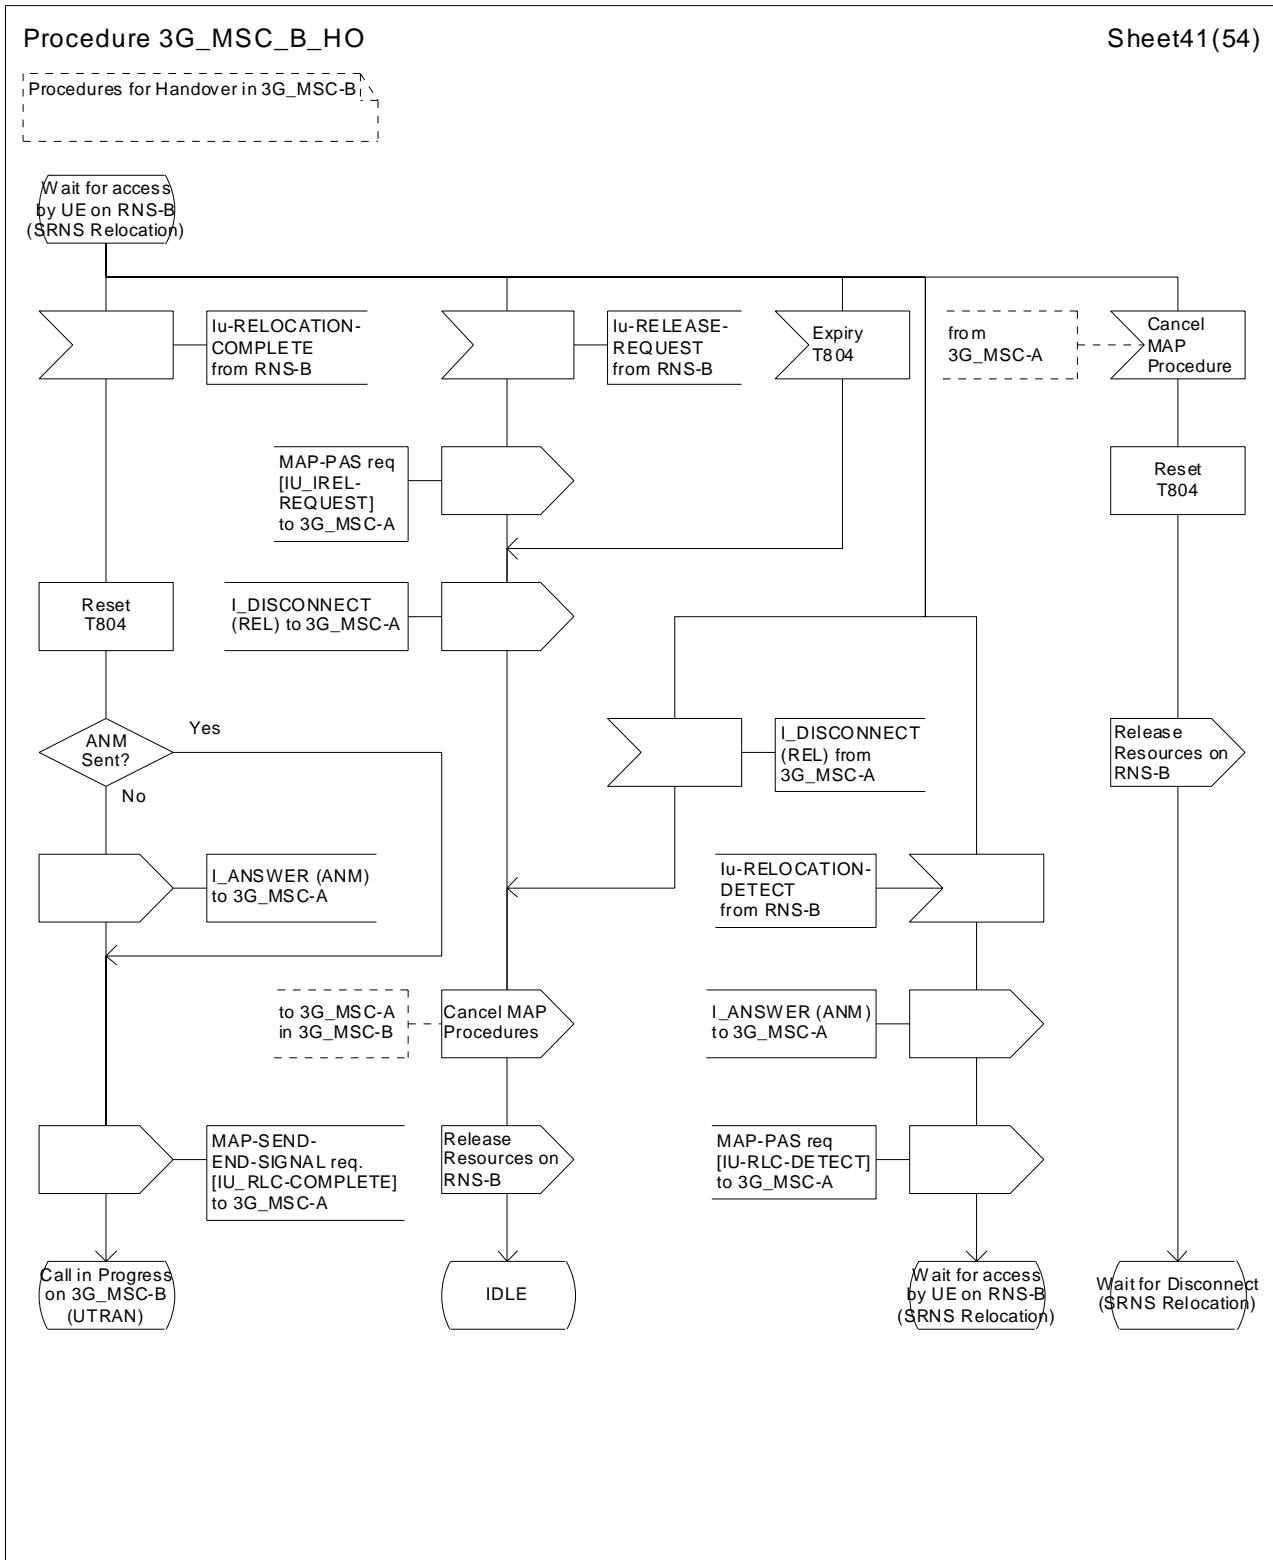 Procedure 3G_MSC_B_HO
Sheet41(54)
Procedures for Handover in 3G_MSC-B
Wait for access
by UE on RNS-B
(SRNS Relocation)
Iu-RELOCATION-
COMPLETE
from RNS-B
Iu-RELEASE-
REQUEST
from RNS-B
Expiry
T804
from
3G_MSC-A
Cancel
MAP
Procedure
MAP-PAS req
[IU_IREL-
REQUEST]
to 3G_MSC-A
Reset
T804
Reset
T804
I_DISCONNECT
(REL) to 3G_MSC-A
ANM
Sent?
Yes
No
I_DISCONNECT
(REL) from
3G_MSC-A
Release
Resources on
RNS-B
I_ANSWER (ANM)
to 3G_MSC-A
Iu-RELOCATION-
DETECT
from RNS-B
to 3G_MSC-A
in 3G_MSC-B
Cancel MAP
Procedures
I_ANSWER (ANM)
to 3G_MSC-A
MAP-SEND-
END-SIGNAL req.
[IU_RLC-COMPLETE]
to 3G_MSC-A
Release
Resources on
RNS-B
MAP-PAS req
[IU-RLC-DETECT]
to 3G_MSC-A
Call in Progress
on 3G_MSC-B
(UTRAN)
IDLE
Wait for access
by UE on RNS-B
(SRNS Relocation)
Wait for Disconnect
(SRNS Relocation)